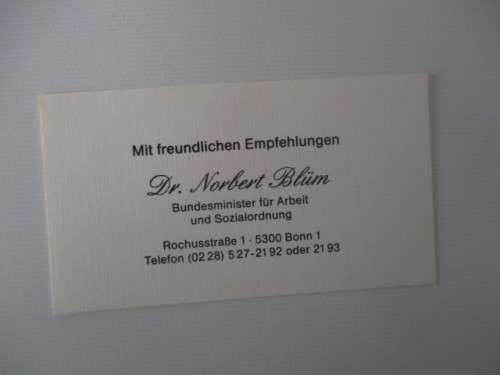 Mit freundlichen Empfehlungen
Dr. Norbert Blüm
Bundesminister für Arbeit
und Sozialordnung
Rochusstraße 1 · 5300 Bonn 1
Telefon (02 28) 5 27-21 92 oder 21 93